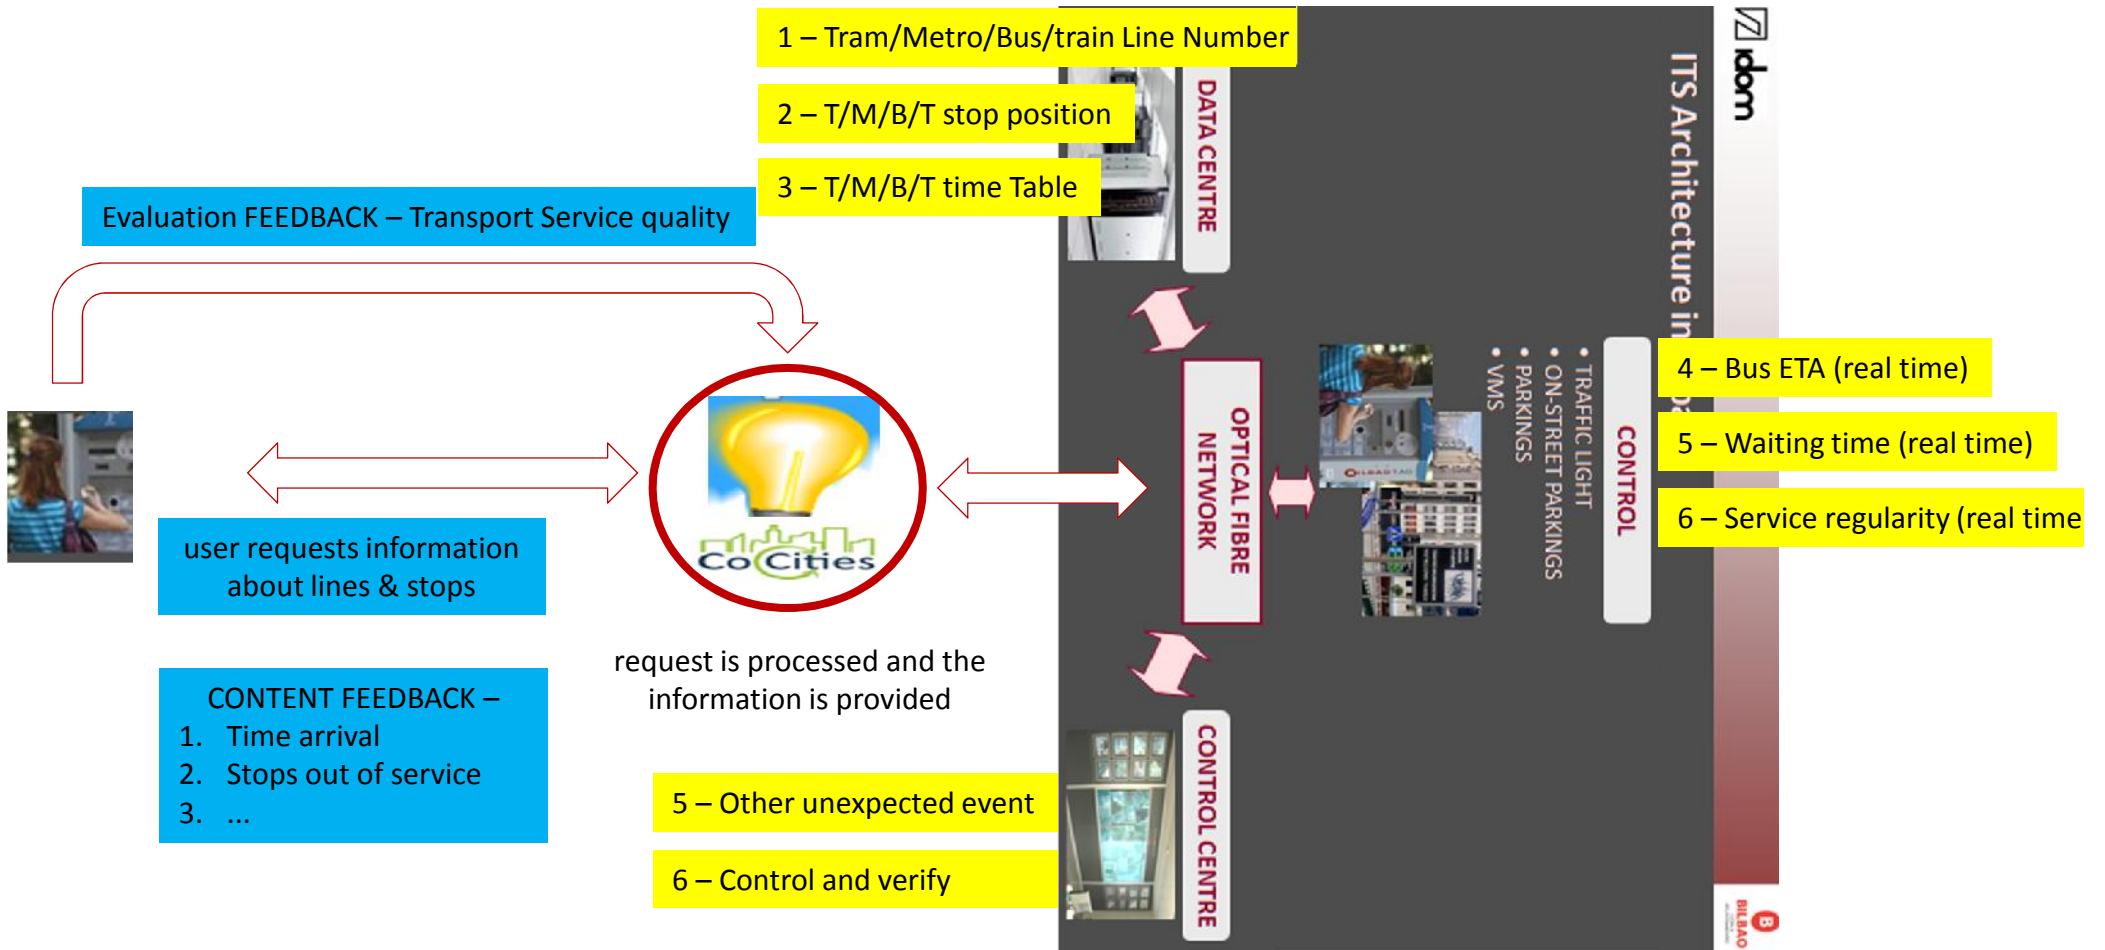 1 – Tram/Metro/Bus/train Line Number
2 – T/M/B/T stop position
3 – T/M/B/T time Table
Evaluation FEEDBACK – Transport Service quality
user requests information
about lines & stops
CONTENT FEEDBACK –
1. Time arrival
2. Stops out of service
3. ...
Co Cities
request is processed and the
information is provided
5 – Other unexpected event
6 – Control and verify
DATA CENTRE
OPTICAL FIBRE
NETWORK
CONTROL CENTRE
• TRAFFIC LIGHT
• ON-STREET PARKINGS
• PARKINGS
• VMS
CONTROL
ITS Architecture in
4 – Bus ETA (real time)
5 – Waiting time (real time)
6 – Service regularity (real time
idom
BILBAO